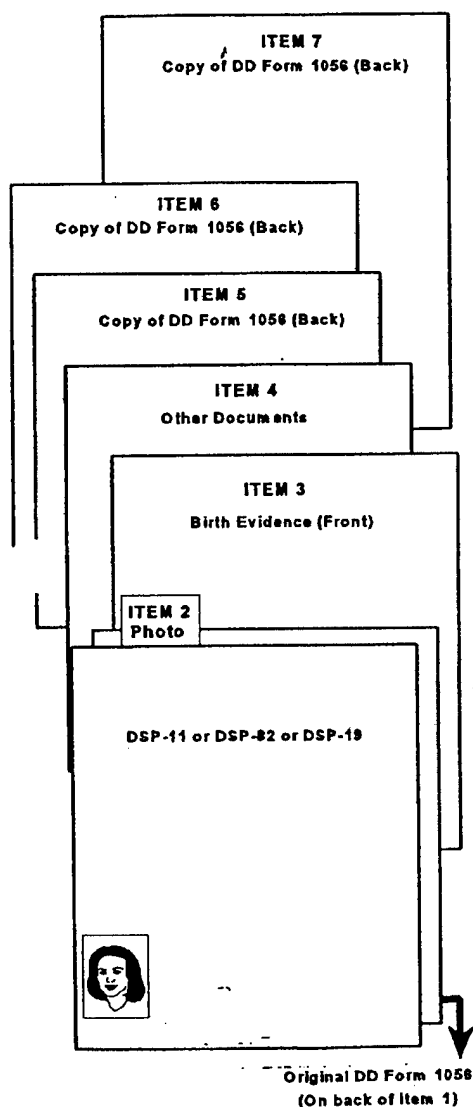 ITEM 7
Copy of DD Form 1056 (Back)
ITEM 6
Copy of DD Form 1056 (Back)
ITEM 5
Copy of DD Form 1056 (Back)
ITEM 4
Other Documents
ITEM 3
Birth Evidence (Front)
ITEM 2
Photo
DSP-11 or DSP-82 or DSP-19
Original DD Form 1056
(On back of item 1)